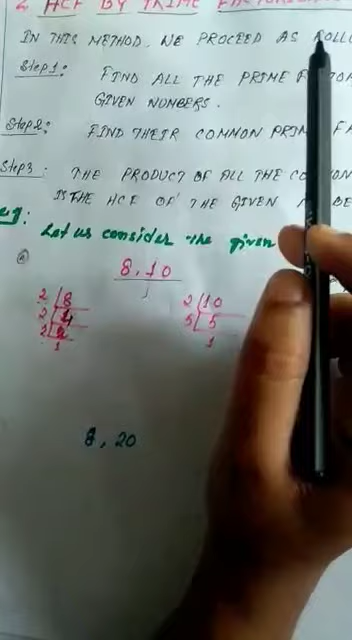 2. HCF BY PRIME
IN THIS METHOD, WE PROCEED AS
Step1: FIND ALL THE PRIME
GIVEN NUMBERS.
Step2: FIND THEIR COMMON
Step3: THE PRODUCT OF ALL THE
IS THE HCF OF THE GIVEN
e.g: Let us consider the given
8, 10
2 8 2 10
2 4 5 5
2 2 1
1
8, 20